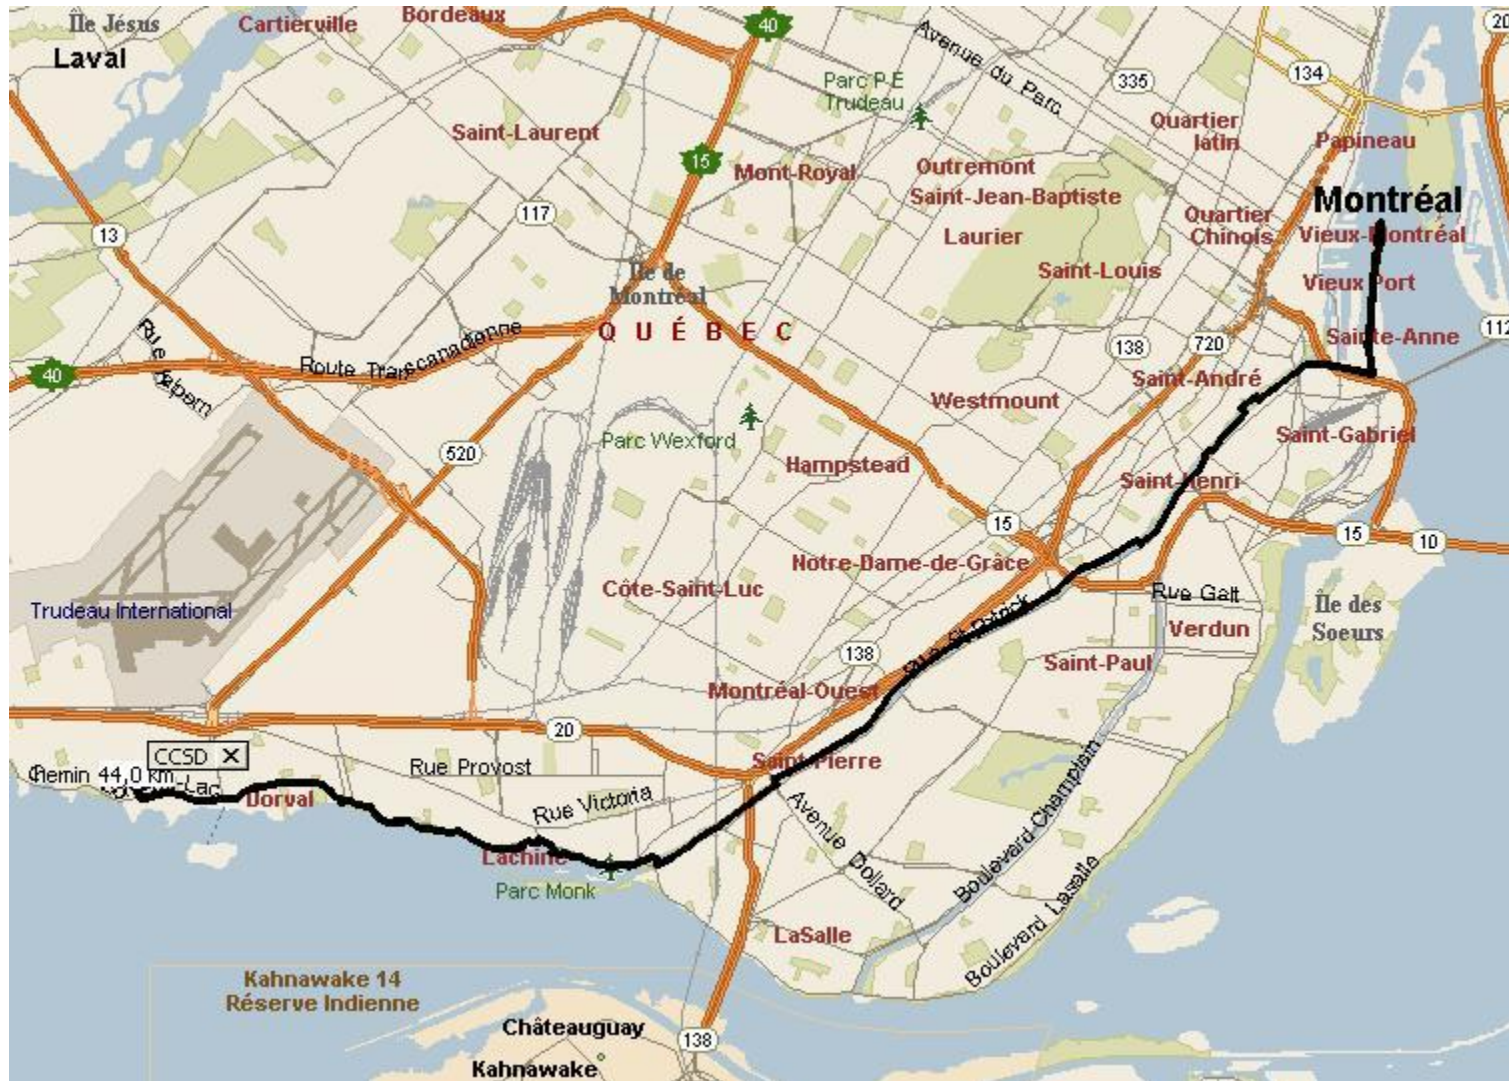 Île Jésus
Laval
Cartierville
Bordeaux
40
20
Avenue du Parc
335
134
Parc P E
Trudeau
Saint-Laurent
Quartier
latin
Papineau
15
Mont-Royal
Outremont
Saint-Jean-Baptiste
117
Montréal
Quartier
Chinois
Vieux-Montréal
13
Laurier
Saint-Louis
Île de
Montréal
Vieux Port
QUÉBEC
112
Sainte-Anne
Route Transcanadienne
138
720
40
Saint-André
Westmount
Parc Wexford
520
Hampstead
Saint-Gabriel
Saint-Henri
15
15
10
Notre-Dame-de-Grâce
Côte-Saint-Luc
Rue Galt
Trudeau International
Île des
Soeurs
Rue St Patrick
Verdun
138
Saint-Paul
Montréal-Ouest
20
CCSD X
Saint-Pierre
Rue Provost
Chemin
44,0 km
Dorval
Rue Victoria
Avenue Dollard
Boulevard Champlain
Lachine
Parc Monk
Boulevard Lasalle
LaSalle
Kahnawake 14
Réserve Indienne
Châteauguay
138
Kahnawake